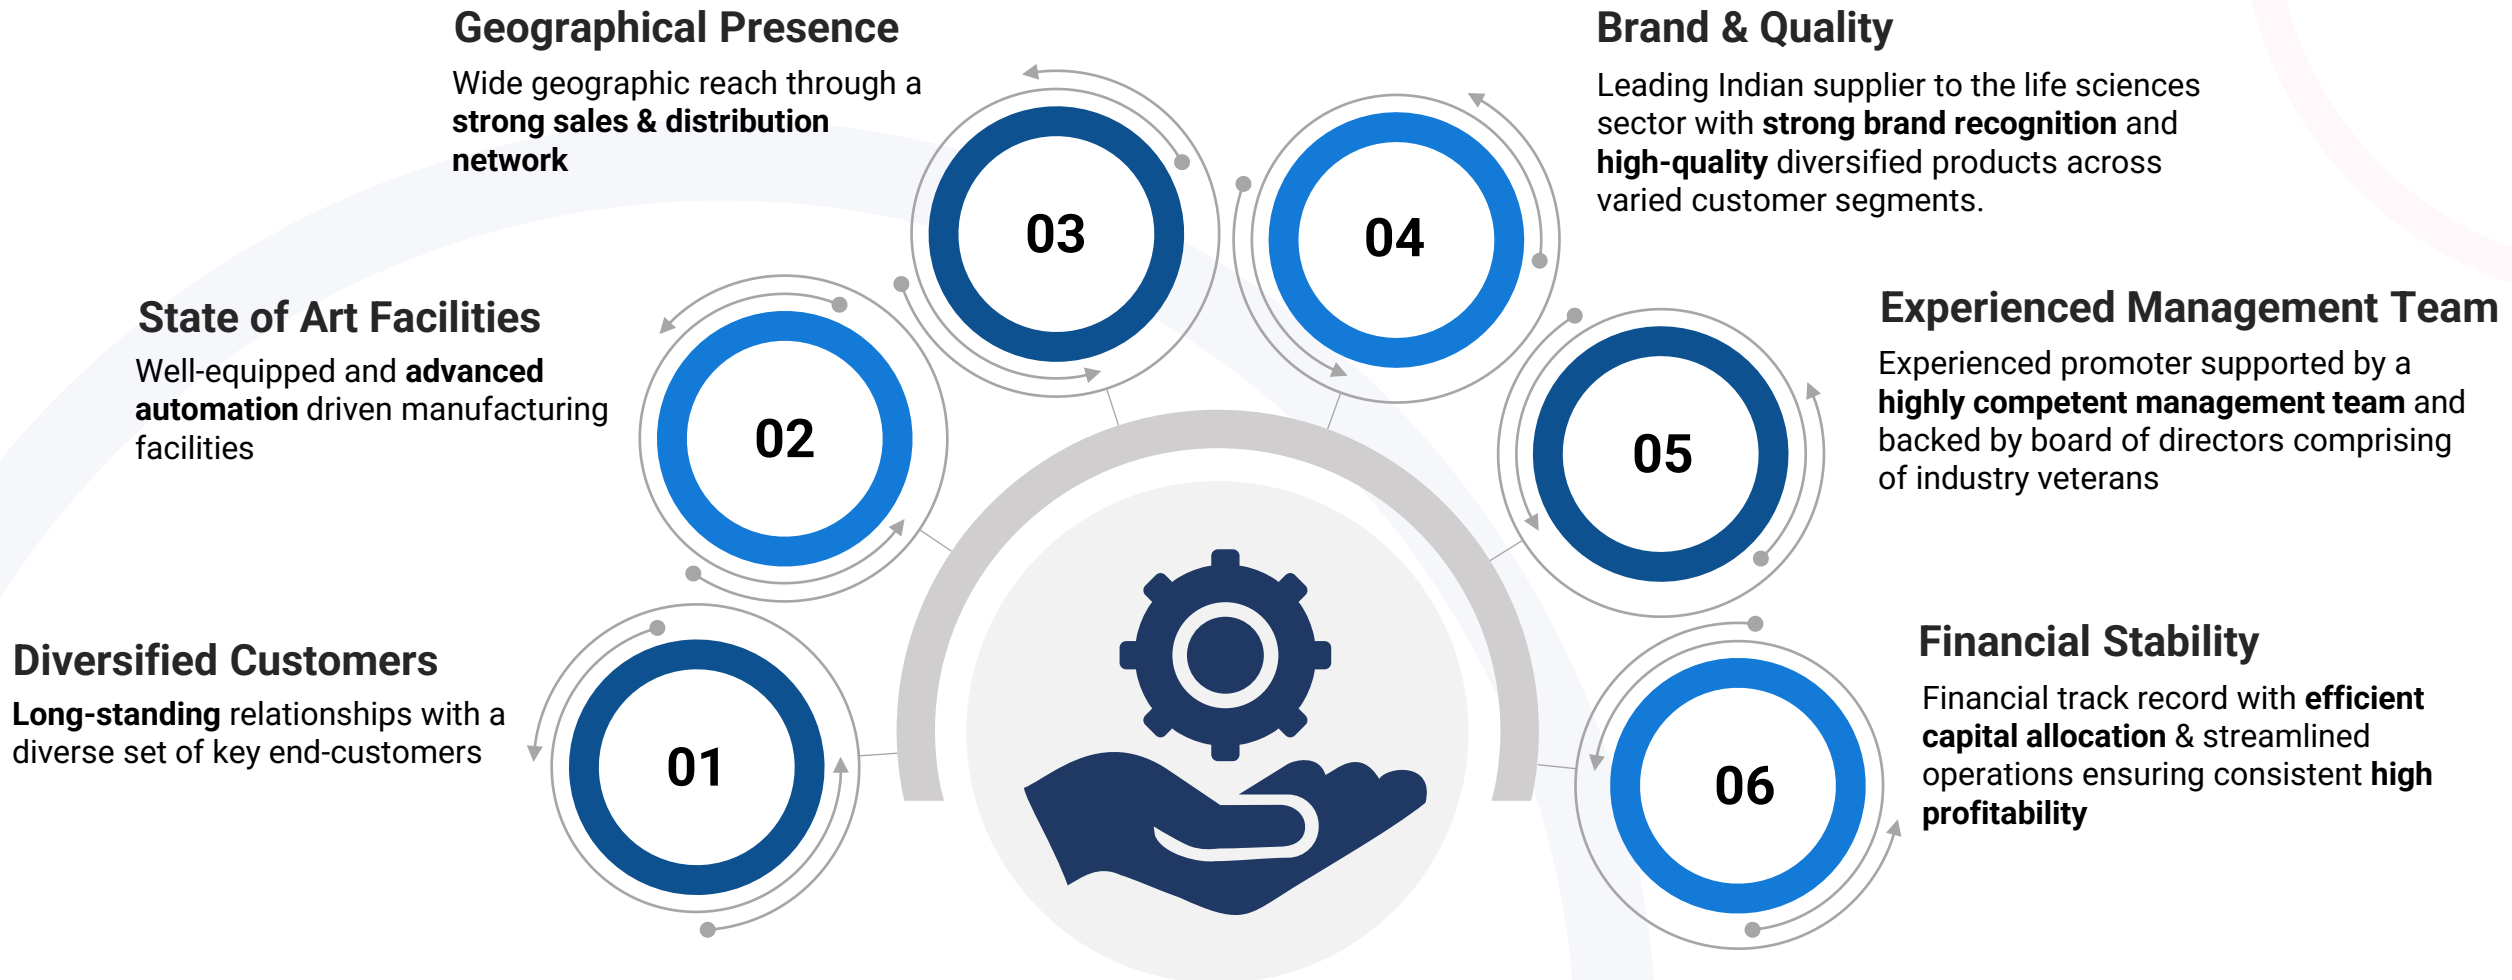 Geographical Presence
Wide geographic reach through a
strong sales & distribution
network
03
Brand & Quality
Leading Indian supplier to the life sciences
sector with strong brand recognition and
high-quality diversified products across
varied customer segments.
04
State of Art Facilities
Well-equipped and advanced
automation driven manufacturing
facilities
02
Experienced Management Team
Experienced promoter supported by a
highly competent management team and
backed by board of directors comprising
of industry veterans
05
Diversified Customers
Long-standing relationships with a
diverse set of key end-customers
01
Financial Stability
Financial track record with efficient
capital allocation & streamlined
operations ensuring consistent high
profitability
06